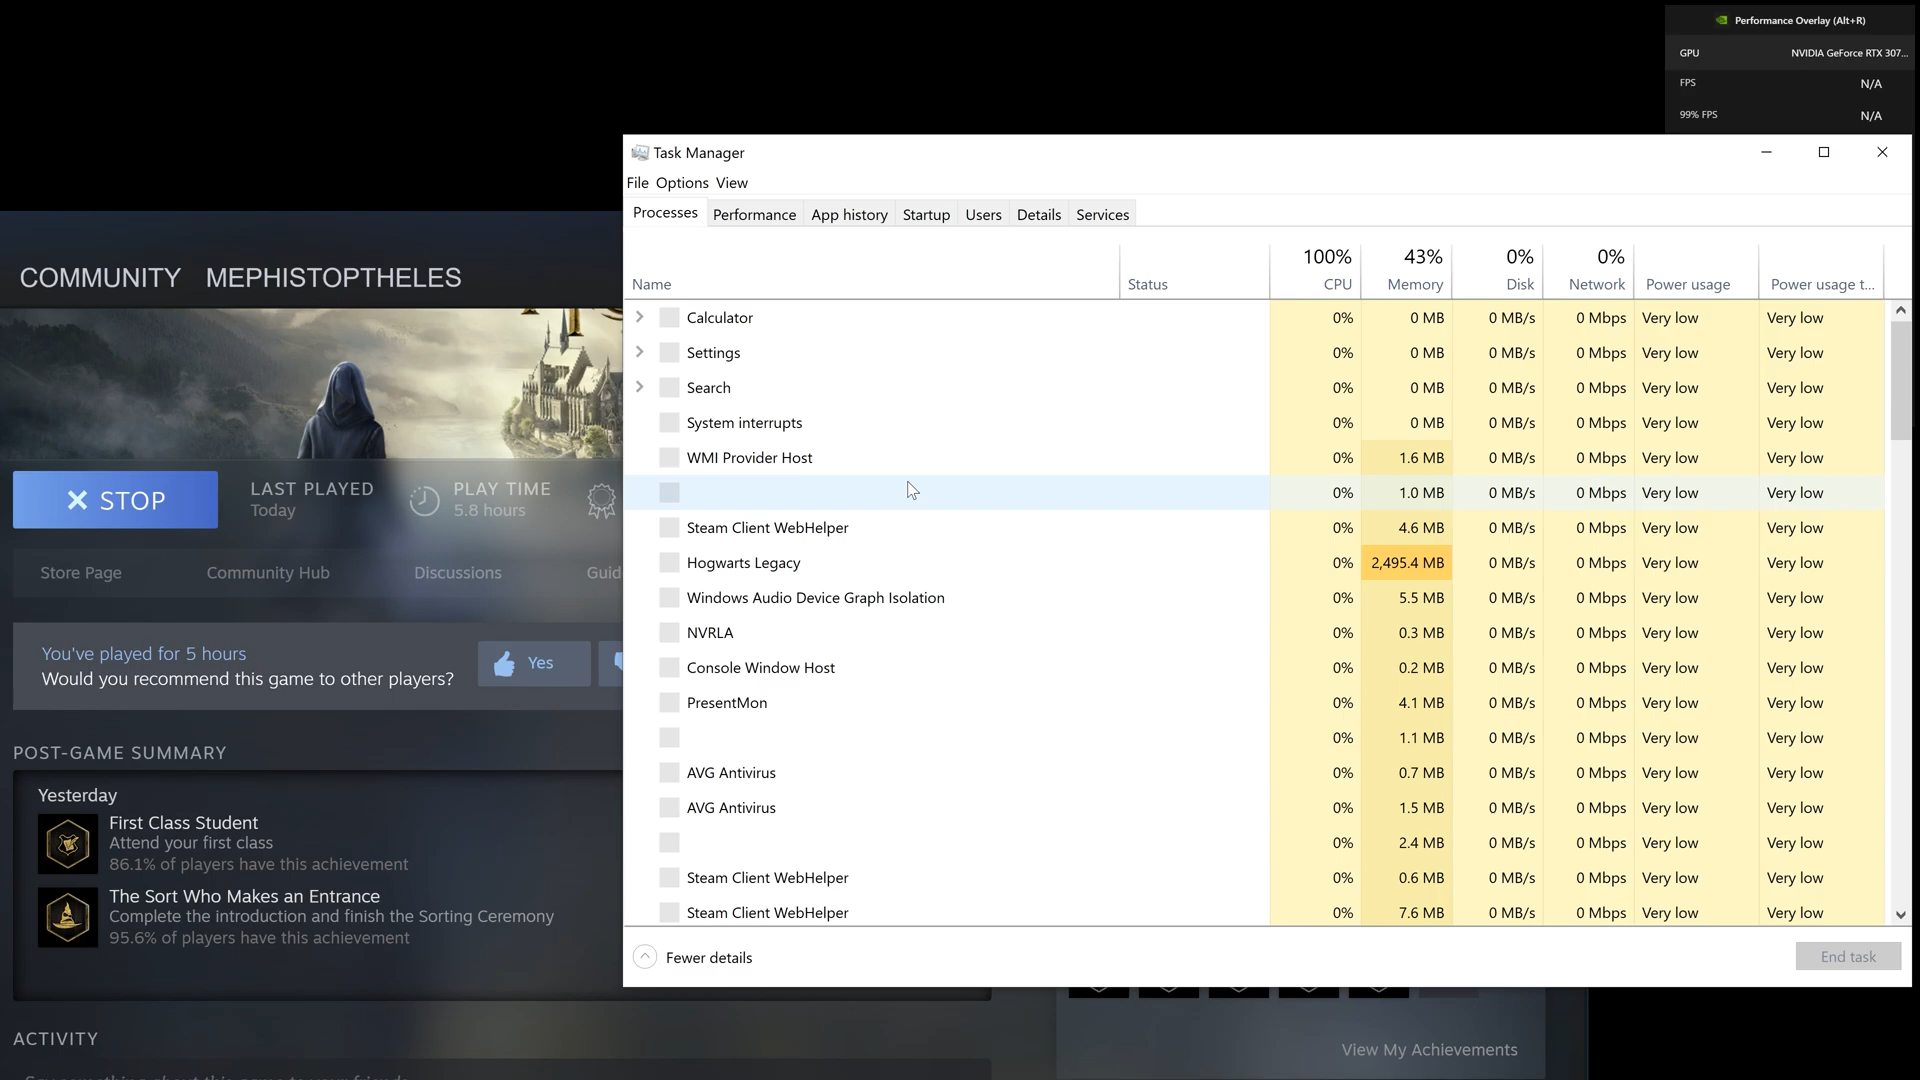 Performance Overlay (Alt+R)
GPU NVIDIA GeForce RTX 307...
FPS N/A
99% FPS N/A
Task Manager
File Options View
Processes Performance App history Startup Users Details Services
100% 43% 0% 0%
Name Status CPU Memory Disk Network Power usage Power usage t...
Calculator 0% 0 MB 0 MB/s 0 Mbps Very low Very low
Settings 0% 0 MB 0 MB/s 0 Mbps Very low Very low
Search 0% 0 MB 0 MB/s 0 Mbps Very low Very low
System interrupts 0% 0 MB 0 MB/s 0 Mbps Very low Very low
WMI Provider Host 0% 1.6 MB 0 MB/s 0 Mbps Very low Very low
0% 1.0 MB 0 MB/s 0 Mbps Very low Very low
Steam Client WebHelper 0% 4.6 MB 0 MB/s 0 Mbps Very low Very low
Hogwarts Legacy 0% 2,495.4 MB 0 MB/s 0 Mbps Very low Very low
Windows Audio Device Graph Isolation 0% 5.5 MB 0 MB/s 0 Mbps Very low Very low
NVRLA 0% 0.3 MB 0 MB/s 0 Mbps Very low Very low
Console Window Host 0% 0.2 MB 0 MB/s 0 Mbps Very low Very low
PresentMon 0% 4.1 MB 0 MB/s 0 Mbps Very low Very low
0% 1.1 MB 0 MB/s 0 Mbps Very low Very low
AVG Antivirus 0% 0.7 MB 0 MB/s 0 Mbps Very low Very low
AVG Antivirus 0% 1.5 MB 0 MB/s 0 Mbps Very low Very low
0% 2.4 MB 0 MB/s 0 Mbps Very low Very low
Steam Client WebHelper 0% 0.6 MB 0 MB/s 0 Mbps Very low Very low
Steam Client WebHelper 0% 7.6 MB 0 MB/s 0 Mbps Very low Very low
Fewer details End task
COMMUNITY MEPHISTOPTHELES
STOP
LAST PLAYED
Today
PLAY TIME
5.8 hours
Store Page Community Hub Discussions Guid
You've played for 5 hours
Would you recommend this game to other players?
Yes
POST-GAME SUMMARY
Yesterday
First Class Student
Attend your first class
86.1% of players have this achievement
The Sort Who Makes an Entrance
Complete the introduction and finish the Sorting Ceremony
95.6% of players have this achievement
ACTIVITY
Say something about this game to your friends
View My Achievements